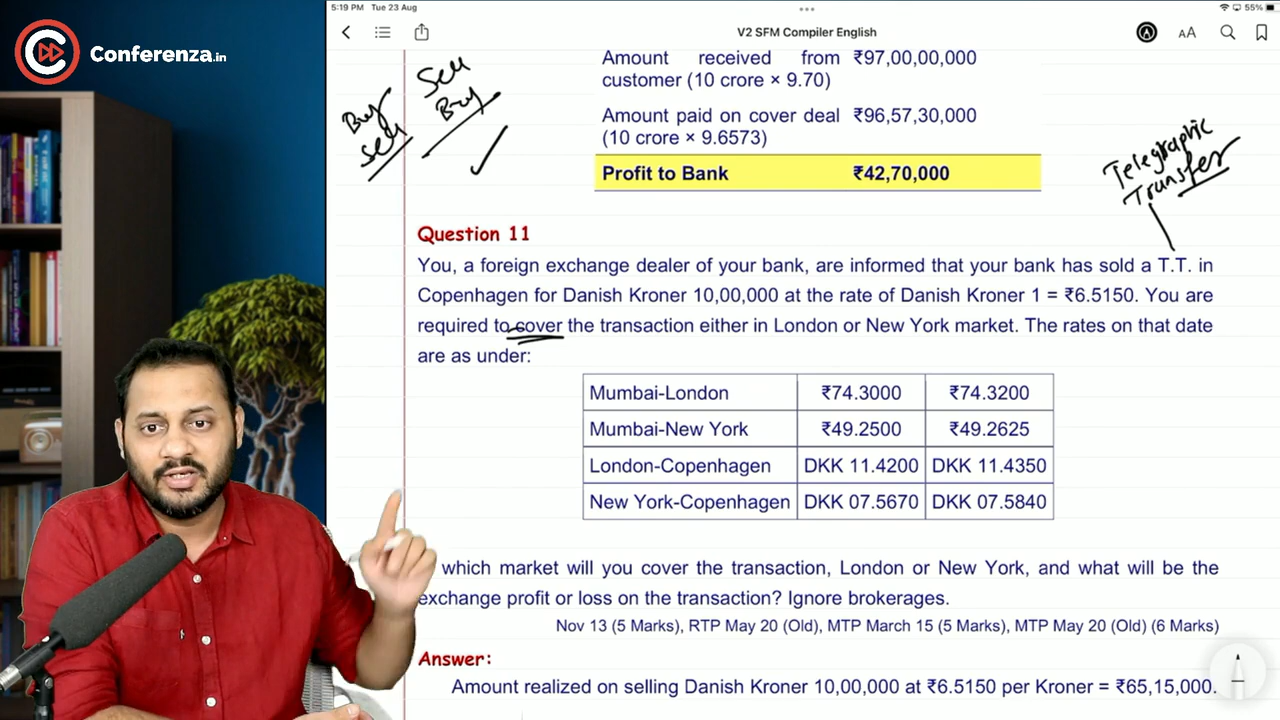 5:19 PM Tue 23 Aug
55%
Conferenza.in
V2 SFM Compiler English
AA
Buy
Sell
Sell
Buy
Amount received from ₹97,00,00,000
customer (10 crore × 9.70)
Amount paid on cover deal ₹96,57,30,000
(10 crore × 9.6573)
Profit to Bank ₹42,70,000
Telegraphic
Transfer
Question 11
You, a foreign exchange dealer of your bank, are informed that your bank has sold a T.T. in
Copenhagen for Danish Kroner 10,00,000 at the rate of Danish Kroner 1 = ₹6.5150. You are
required to cover the transaction either in London or New York market. The rates on that date
are as under:
Mumbai-London ₹74.3000 ₹74.3200
Mumbai-New York ₹49.2500 ₹49.2625
London-Copenhagen DKK 11.4200 DKK 11.4350
New York-Copenhagen DKK 07.5670 DKK 07.5840
which market will you cover the transaction, London or New York, and what will be the
exchange profit or loss on the transaction? Ignore brokerages.
Nov 13 (5 Marks), RTP May 20 (Old), MTP March 15 (5 Marks), MTP May 20 (Old) (6 Marks)
Answer:
Amount realized on selling Danish Kroner 10,00,000 at ₹6.5150 per Kroner = ₹65,15,000.